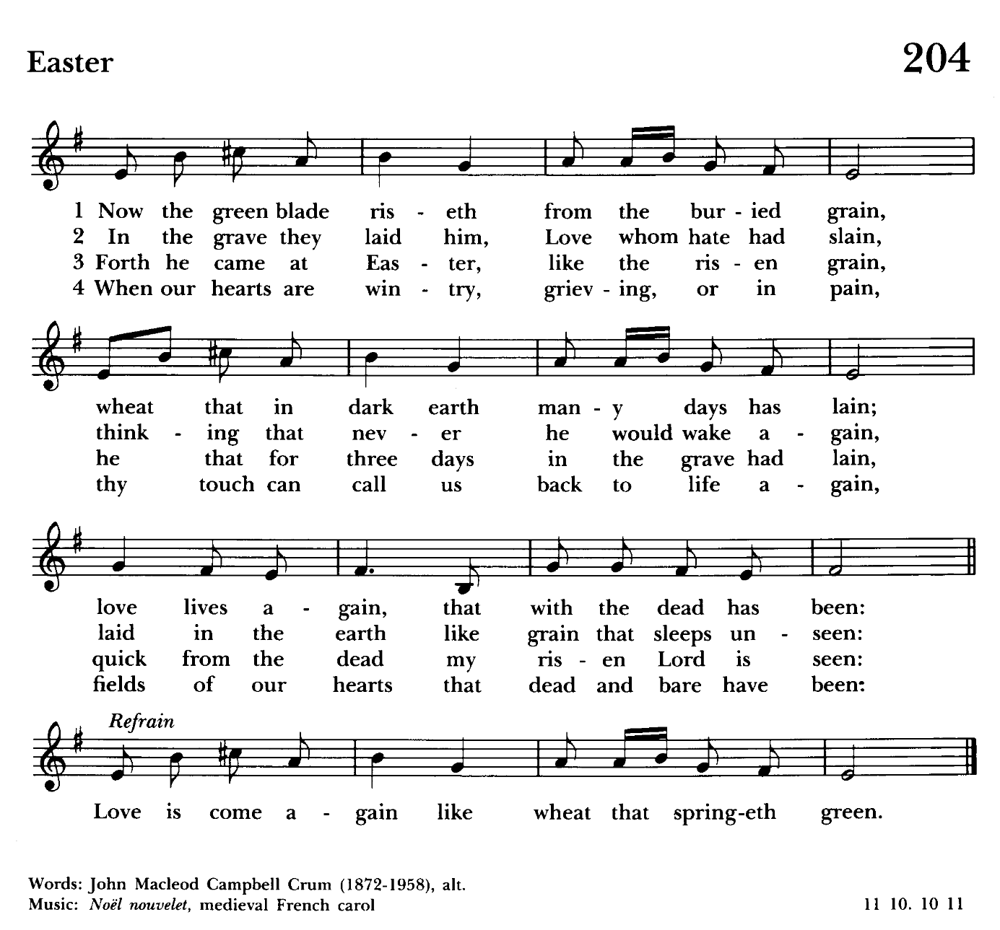 Easter 204
1 Now the green blade ris - eth from the bur - ied grain,
2 In the grave they laid him, Love whom hate had slain,
3 Forth he came at Eas - ter, like the ris - en grain,
4 When our hearts are win - try, griev - ing, or in pain,
wheat that in dark earth man - y days has lain;
think - ing that nev - er he would wake a - gain,
he that for three days in the grave had lain,
thy touch can call us back to life a - gain,
love lives a - gain, that with the dead has been:
laid in the earth like grain that sleeps un - seen:
quick from the dead my ris - en Lord is seen:
fields of our hearts that dead and bare have been:
Refrain
Love is come a - gain like wheat that spring-eth green.
Words: John Macleod Campbell Crum (1872-1958), alt.
Music: Noël nouvelet, medieval French carol 11 10. 10 11